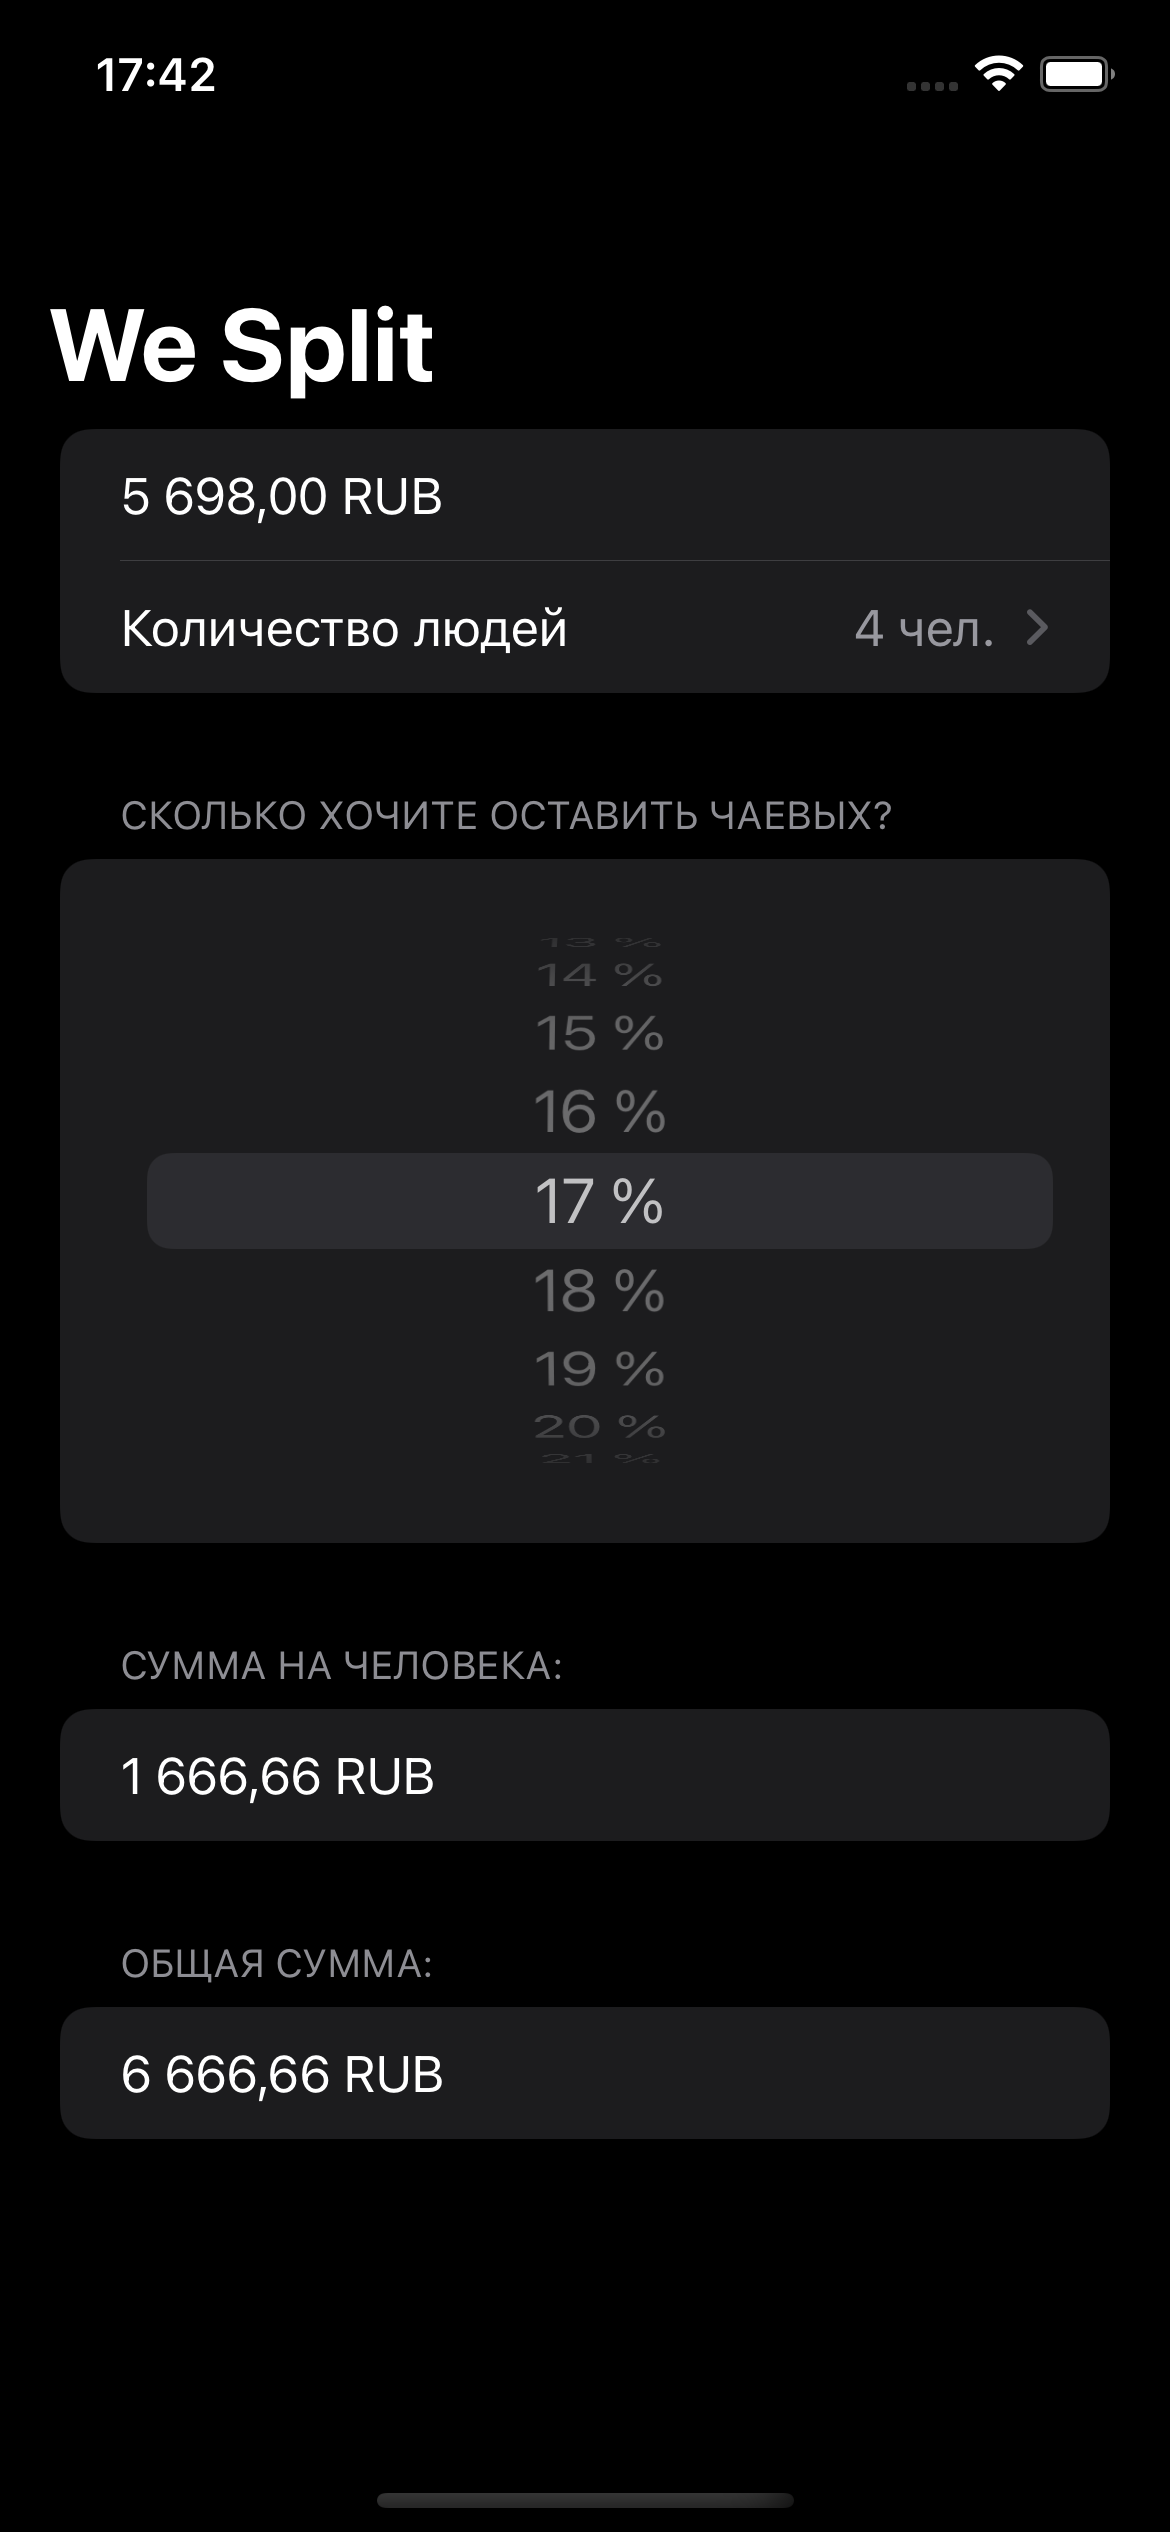 17:42
We Split
5 698,00 RUB
Количество людей 4 чел.
СКОЛЬКО ХОЧИТЕ ОСТАВИТЬ ЧАЕВЫХ?
13 %
14 %
15 %
16 %
17 %
18 %
19 %
20 %
21 %
СУММА НА ЧЕЛОВЕКА:
1 666,66 RUB
ОБЩАЯ СУММА:
6 666,66 RUB